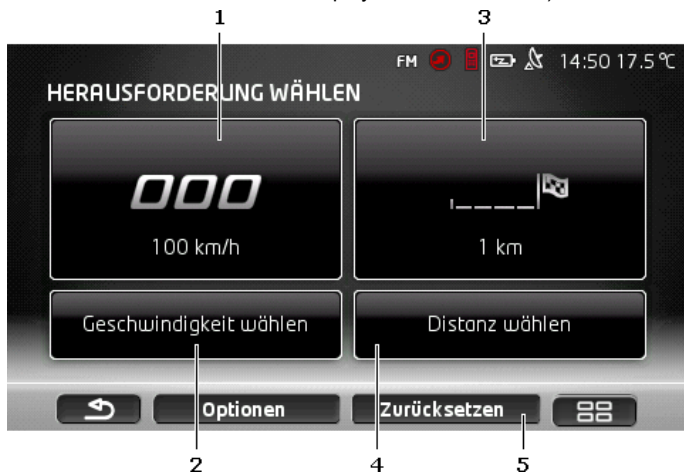 1
3
FM 14:50 17.5 °C
HERAUSFORDERUNG WÄHLEN
000
100 km/h
1 km
Geschwindigkeit wählen
Distanz wählen
Optionen
Zurücksetzen
2
4
5